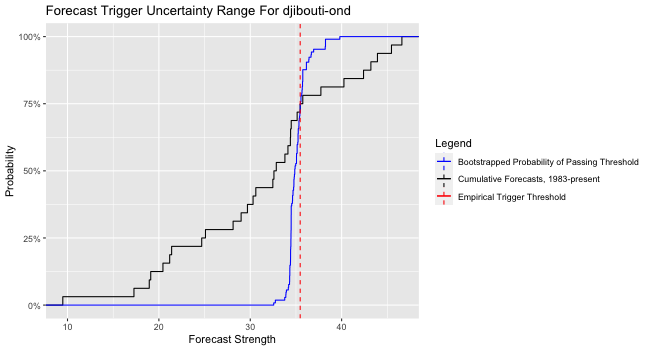 Forecast Trigger Uncertainty Range For djibouti-ond
100%
75%
50%
25%
0%
Probability
10
20
30
40
Forecast Strength
Legend
Bootstrapped Probability of Passing Threshold
Cumulative Forecasts, 1983-present
Empirical Trigger Threshold